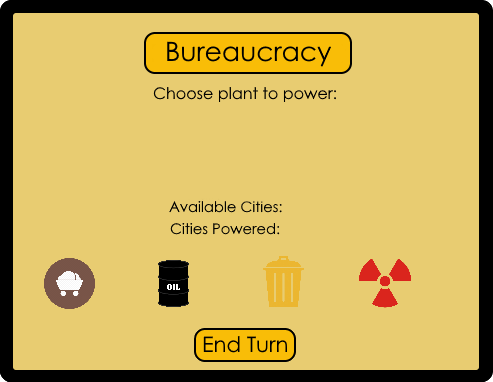 Bureaucracy
Choose plant to power:
Available Cities:
Cities Powered:
OIL
End Turn